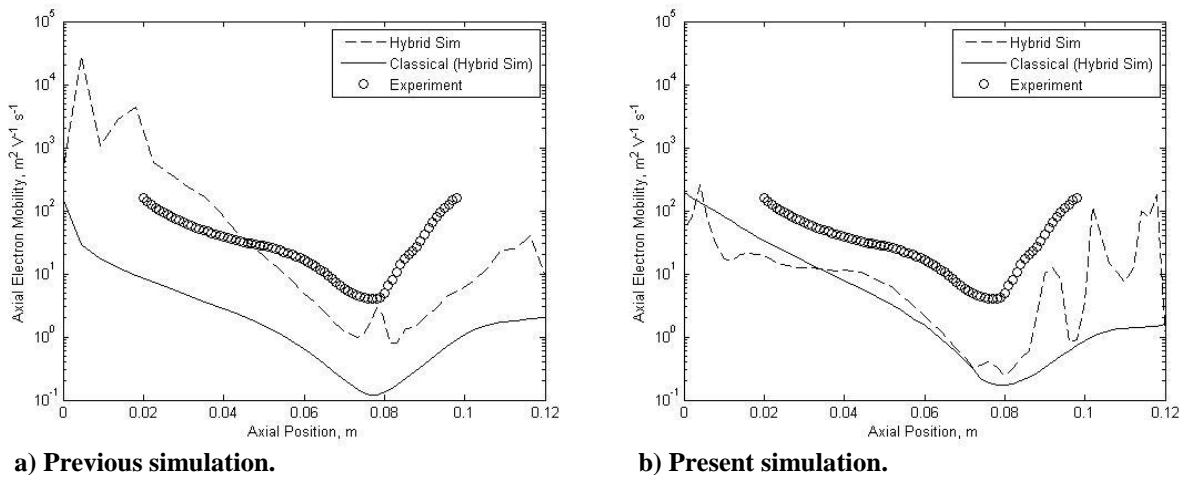 10^5
10^4
10^3
10^2
10^1
10^0
10^-1
Axial Electron Mobility, m^2 V^-1 s^-1
Hybrid Sim
Classical (Hybrid Sim)
Experiment
0 0.02 0.04 0.06 0.08 0.1 0.12
Axial Position, m
a) Previous simulation.
10^5
10^4
10^3
10^2
10^1
10^0
10^-1
Axial Electron Mobility, m^2 V^-1 s^-1
Hybrid Sim
Classical (Hybrid Sim)
Experiment
0 0.02 0.04 0.06 0.08 0.1 0.12
Axial Position, m
b) Present simulation.